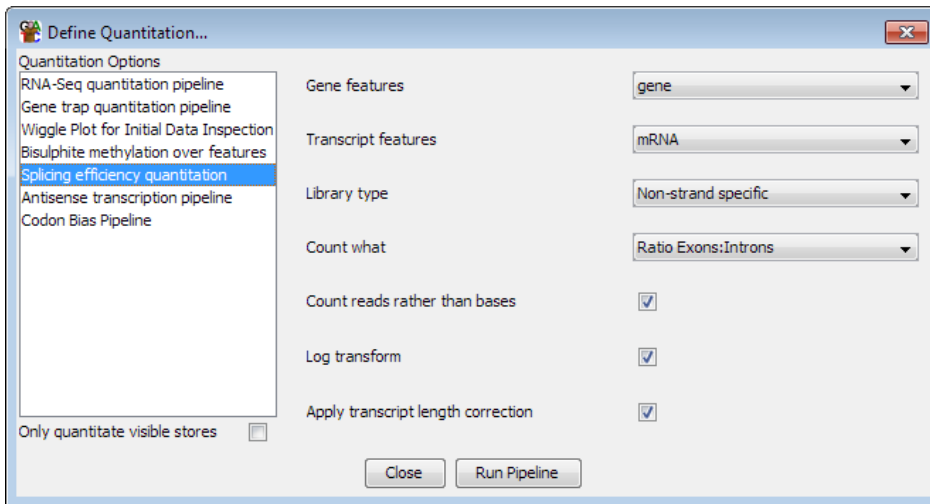 Define Quantitation...
Quantitation Options
RNA-Seq quantitation pipeline
Gene trap quantitation pipeline
Wiggle Plot for Initial Data Inspection
Bisulphite methylation over features
Splicing efficiency quantitation
Antisense transcription pipeline
Codon Bias Pipeline
Only quantitate visible stores
Gene features gene
Transcript features mRNA
Library type Non-strand specific
Count what Ratio Exons:Introns
Count reads rather than bases
Log transform
Apply transcript length correction
Close Run Pipeline